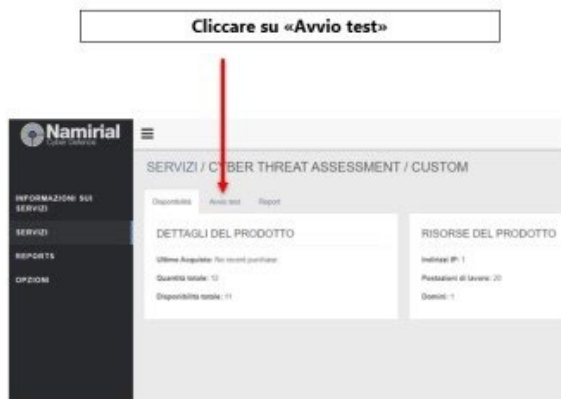 Cliccare su «Avvio test»
Namirial
Cyber Defence
SERVIZI / CYBER THREAT ASSESSMENT / CUSTOM
INFORMAZIONI SUI
SERVIZI
SERVIZI
REPORTS
OPZIONI
Disponibilità Avvio test Report
DETTAGLI DEL PRODOTTO
Ultimo Acquisto: No recent purchase
Quantità totale: 12
Disponibilità totale: 11
RISORSE DEL PRODOTTO
Indirizzi IP: 1
Postazioni di lavoro: 20
Domini: 1